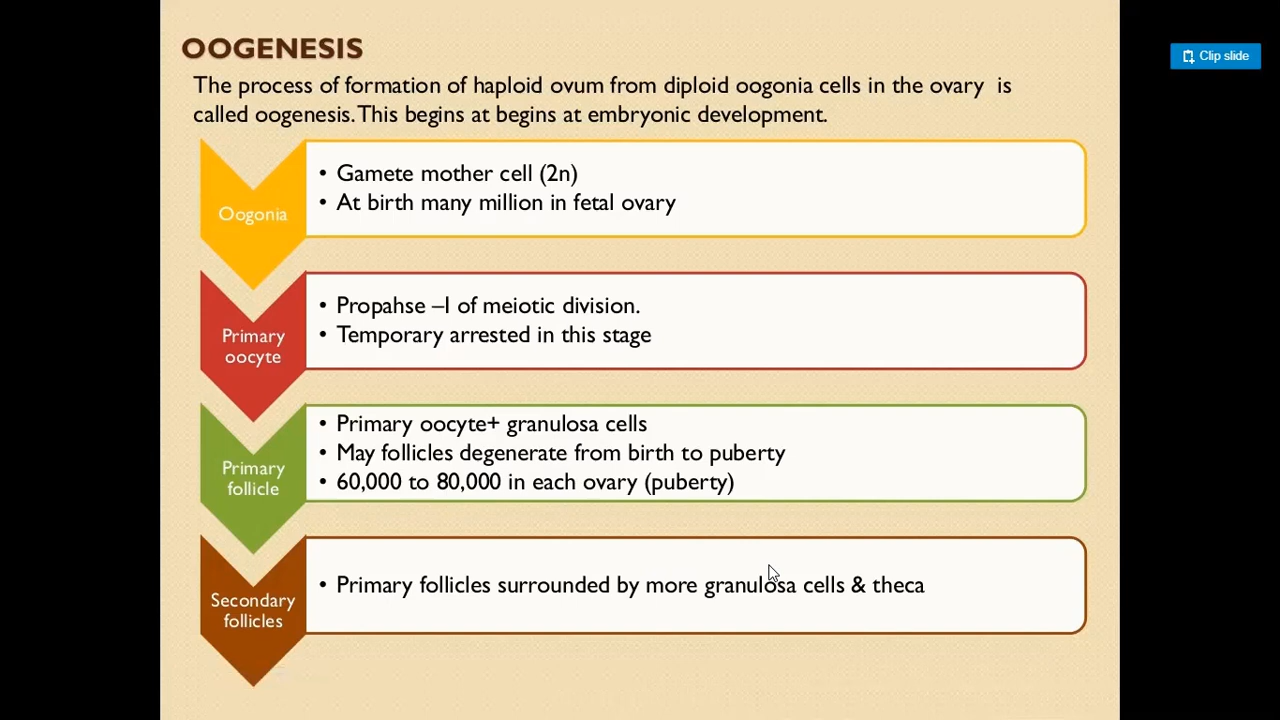 OOGENESIS
Clip slide
The process of formation of haploid ovum from diploid oogonia cells in the ovary is
called oogenesis. This begins at begins at embryonic development.
Oogonia
• Gamete mother cell (2n)
• At birth many million in fetal ovary
Primary
oocyte
• Propahse –I of meiotic division.
• Temporary arrested in this stage
Primary
follicle
• Primary oocyte+ granulosa cells
• May follicles degenerate from birth to puberty
• 60,000 to 80,000 in each ovary (puberty)
Secondary
follicles
• Primary follicles surrounded by more granulosa cells & theca